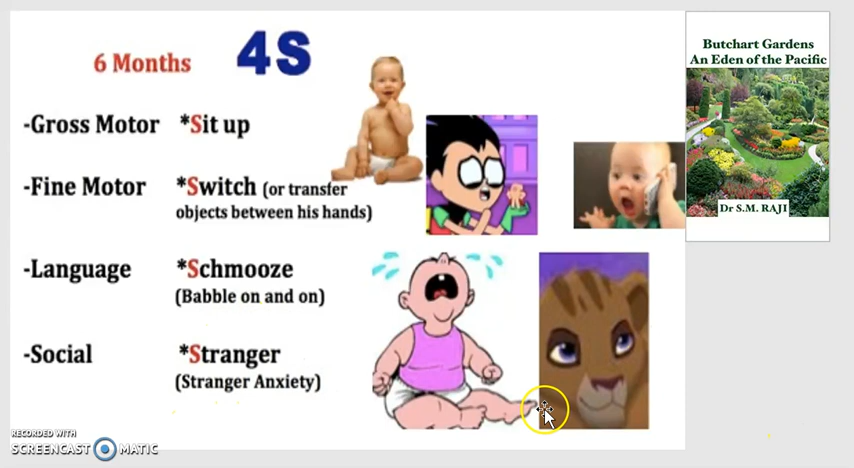 6 Months 4S
-Gross Motor *Sit up
-Fine Motor *Switch (or transfer
objects between his hands)
-Language *Schmooze
(Babble on and on)
-Social *Stranger
(Stranger Anxiety)
Butchart Gardens
An Eden of the Pacific
Dr S.M. RAJI
RECORDED WITH
SCREENCAST MATIC